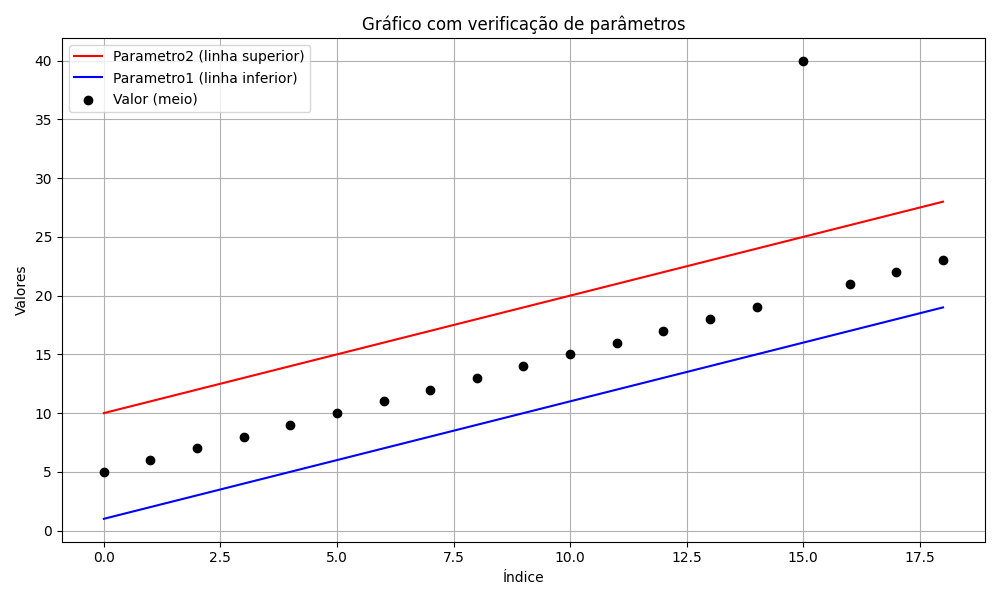 Gráfico com verificação de parâmetros
Parametro2 (linha superior)
Parametro1 (linha inferior)
Valor (meio)
Valores
40
35
30
25
20
15
10
5
0
0.0 2.5 5.0 7.5 10.0 12.5 15.0 17.5
Índice